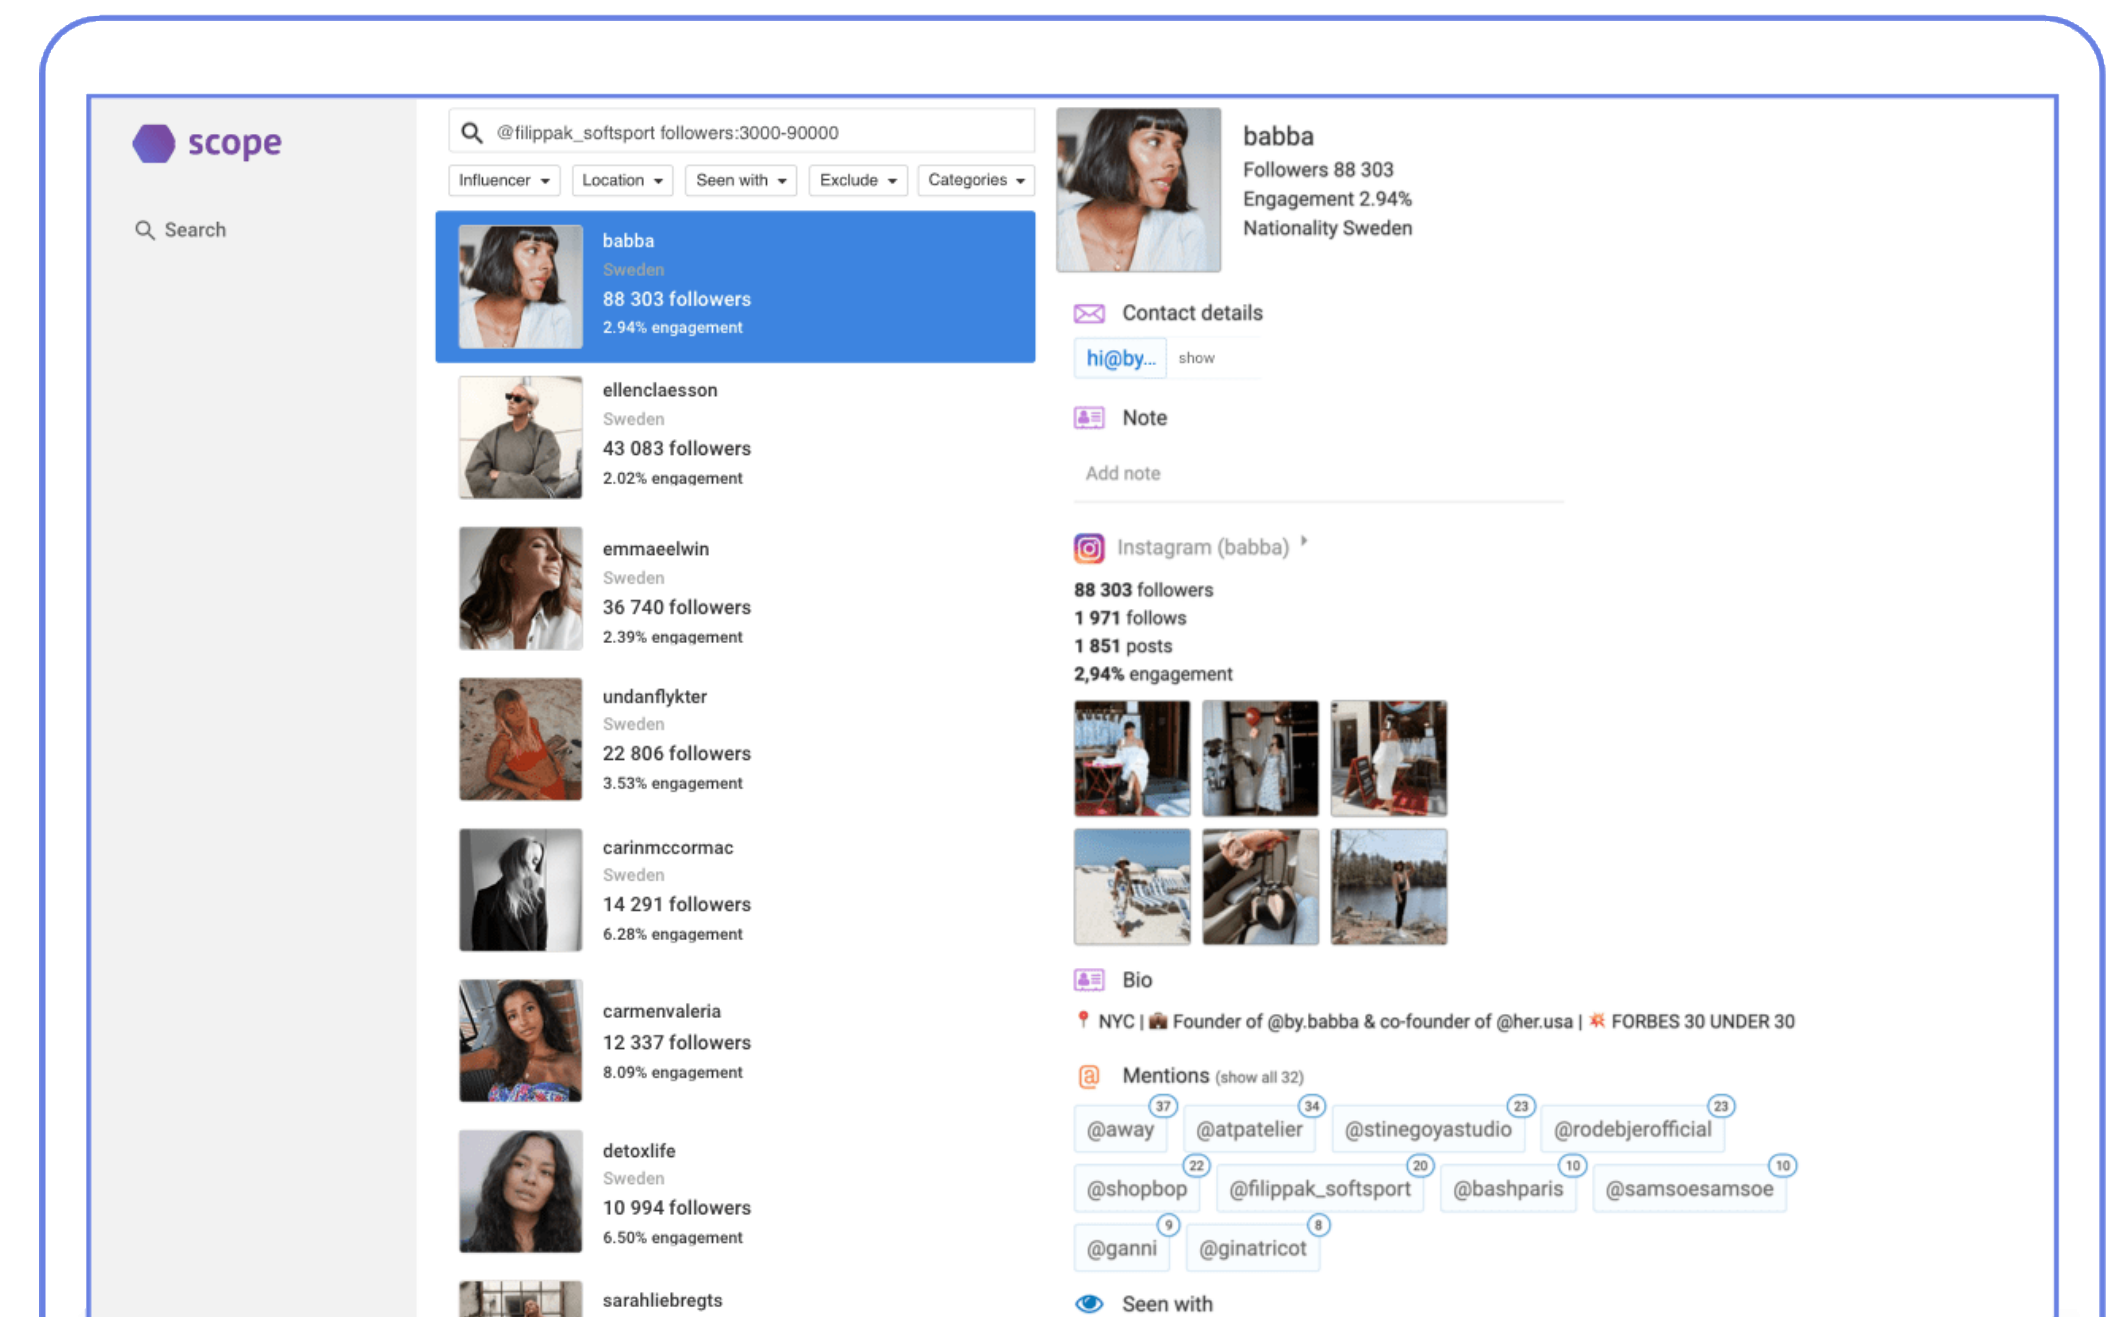 scope
Search
@filippak_softsport followers:3000-90000
Influencer
Location
Seen with
Exclude
Categories
babba
Sweden
88 303 followers
2.94% engagement
ellenclaesson
Sweden
43 083 followers
2.02% engagement
emmaeelwin
Sweden
36 740 followers
2.39% engagement
undanflykter
Sweden
22 806 followers
3.53% engagement
carinmccormac
Sweden
14 291 followers
6.28% engagement
carmenvaleria
12 337 followers
8.09% engagement
detoxlife
Sweden
10 994 followers
6.50% engagement
sarahliebregts
babba
Followers 88 303
Engagement 2.94%
Nationality Sweden
Contact details
hi@by... show
Note
Add note
Instagram (babba)
88 303 followers
1 971 follows
1 851 posts
2,94% engagement
Bio
📍 NYC | 💼 Founder of @by.babba & co-founder of @her.usa | 💥 FORBES 30 UNDER 30
Mentions (show all 32)
@away 37 @atpatelier 34 @stinegoyastudio 23 @rodebjerofficial 23
@shopbop 22 @filippak_softsport 20 @bashparis 10 @samsoesamsoe 10
@ganni 9 @ginatricot 8
Seen with